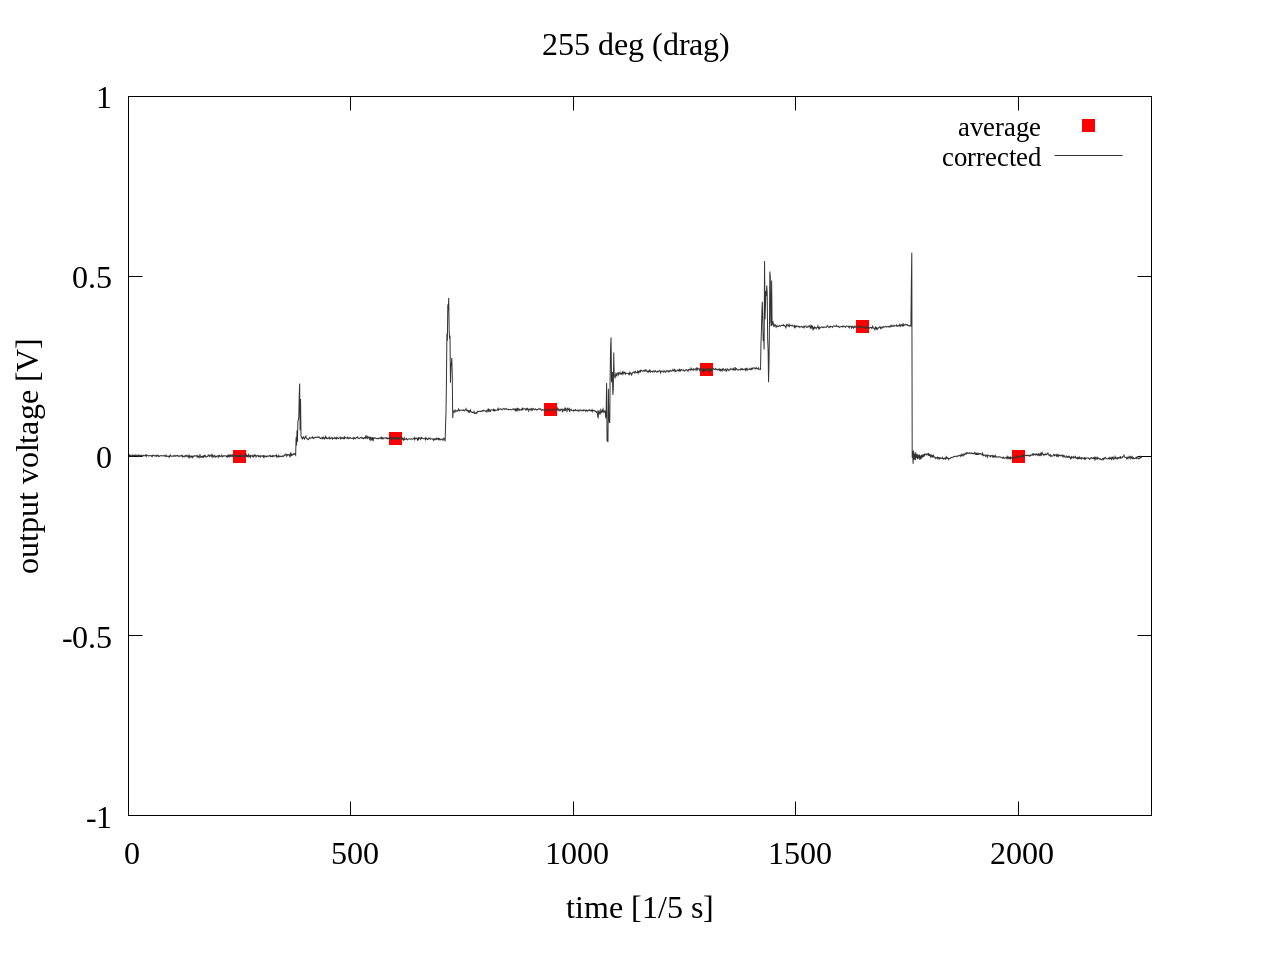 255 deg (drag)
average
corrected
1
0.5
0
-0.5
-1
output voltage [V]
0 500 1000 1500 2000
time [1/5 s]